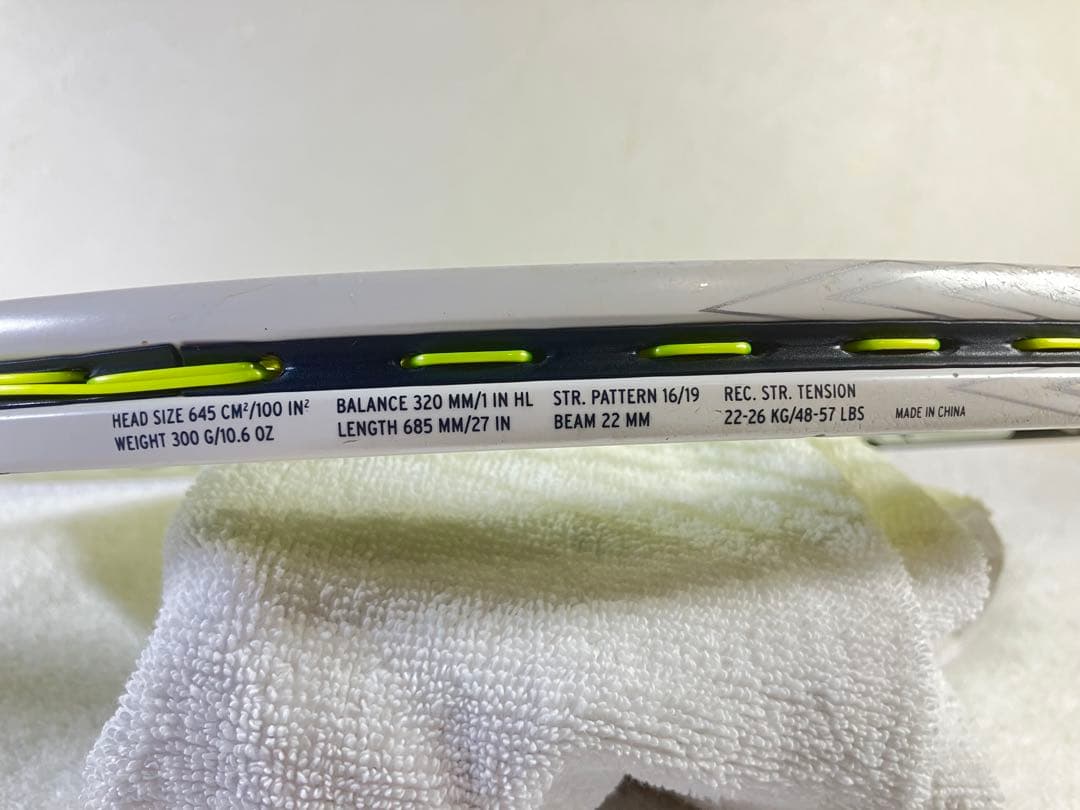 HEAD SIZE 645 CM²/100 IN²
WEIGHT 300 G/10.6 OZ
BALANCE 320 MM/1 IN HL
LENGTH 685 MM/27 IN
STR. PATTERN 16/19
BEAM 22 MM
REC. STR. TENSION
22-26 KG/48-57 LBS
MADE IN CHINA